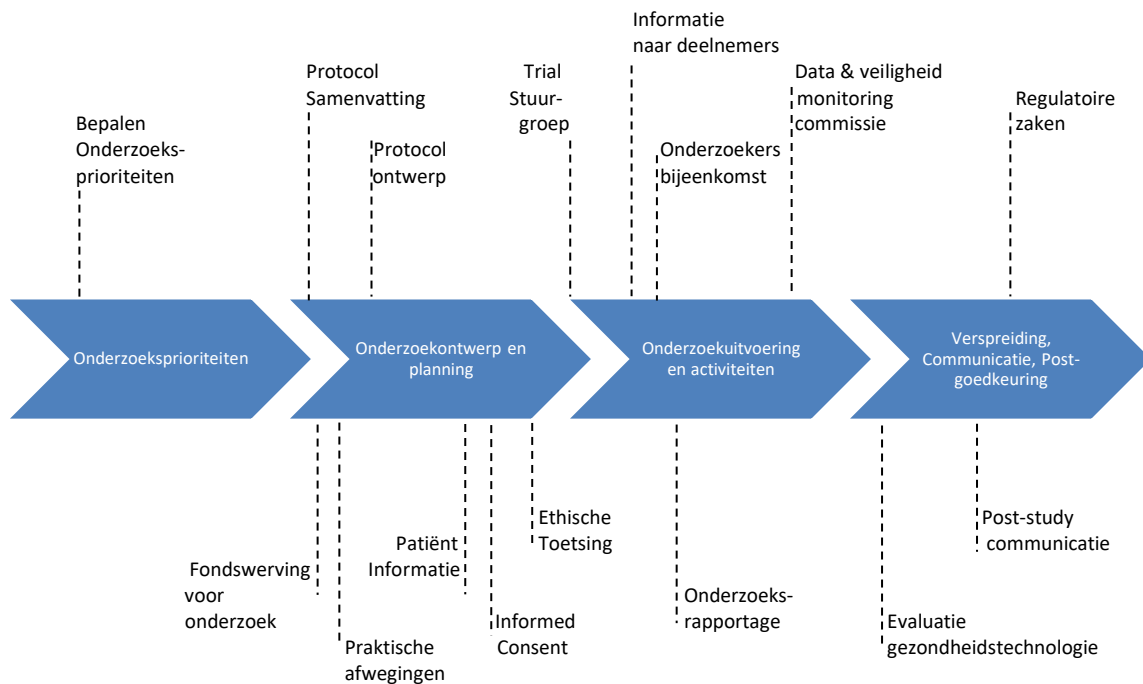 Informatie
naar deelnemers
Protocol
Samenvatting
Trial
Stuur-
groep
Data & veiligheid
monitoring
commissie
Regulatoire
zaken
Bepalen
Onderzoeks-
prioriteiten
Protocol
ontwerp
Onderzoekers
bijeenkomst
Onderzoeksprioriteiten
Onderzoekontwerp en
planning
Onderzoekuitvoering
en activiteiten
Verspreiding,
Communicatie, Post-
goedkeuring
Fondswerving
voor
onderzoek
Praktische
afwegingen
Patiënt
Informatie
Informed
Consent
Ethische
Toetsing
Onderzoeks-
rapportage
Evaluatie
gezondheidstechnologie
Post-study
communicatie